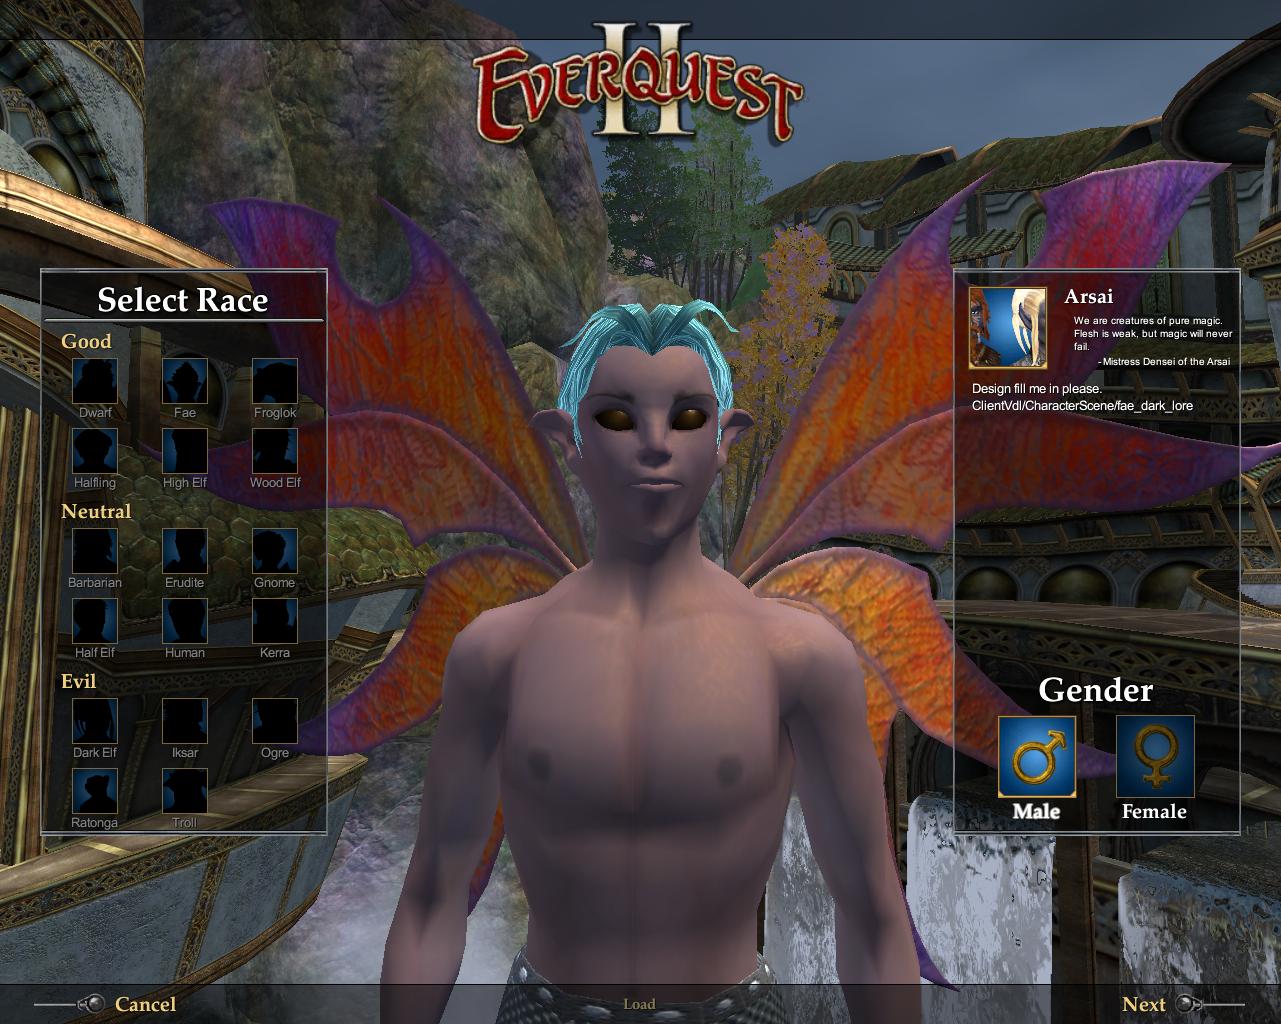 EverQuest II
Select Race
Good
Dwarf
Fae
Froglok
Halfling
High Elf
Wood Elf
Neutral
Barbarian
Erudite
Gnome
Half Elf
Human
Kerra
Evil
Dark Elf
Iksar
Ogre
Ratonga
Troll
Arsai
We are creatures of pure magic.
Flesh is weak, but magic will never
fail.
- Mistress Densei of the Arsai
Design fill me in please.
ClientVdl/CharacterScene/fae_dark_lore
Gender
Male
Female
Cancel
Load
Next